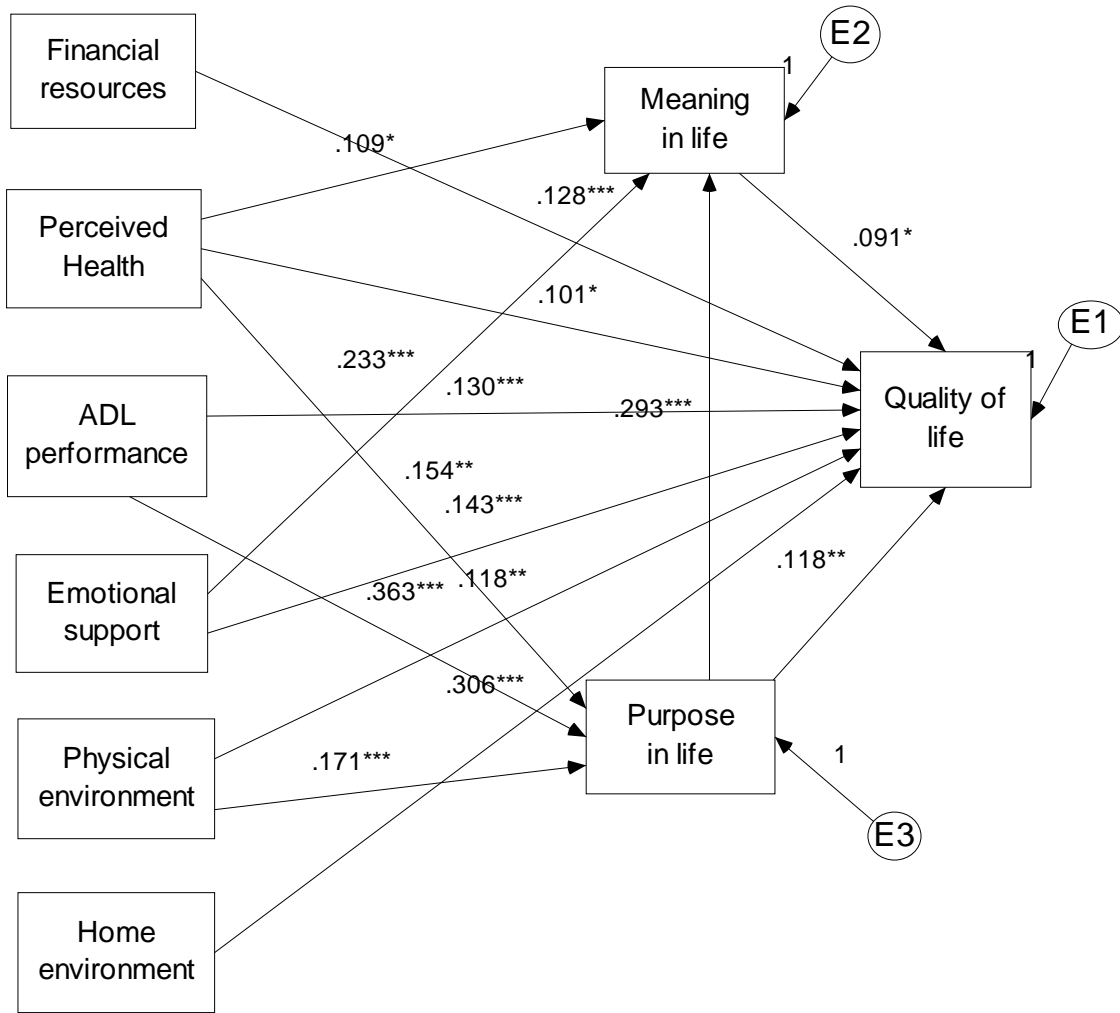 Financial
resources
E2
1
Meaning
in life
.109*
.128***
Perceived
Health
.091*
.101*
E1
1
.233***
.130***
.293***
ADL
performance
Quality of
life
.154**
.143***
.118**
.118**
.363***
Emotional
support
.306***
Purpose
in life
Physical
environment
.171***
1
E3
Home
environment